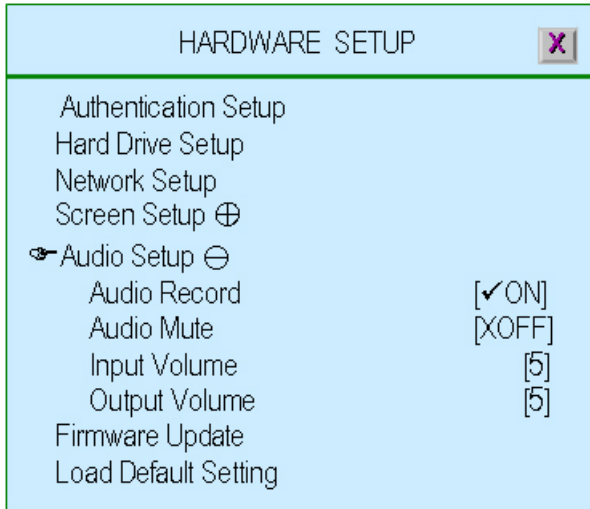 HARDWARE SETUP X
Authentication Setup
Hard Drive Setup
Network Setup
Screen Setup ⊕
☞Audio Setup ⊖
Audio Record [✔ON]
Audio Mute [XOFF]
Input Volume [5]
Output Volume [5]
Firmware Update
Load Default Setting